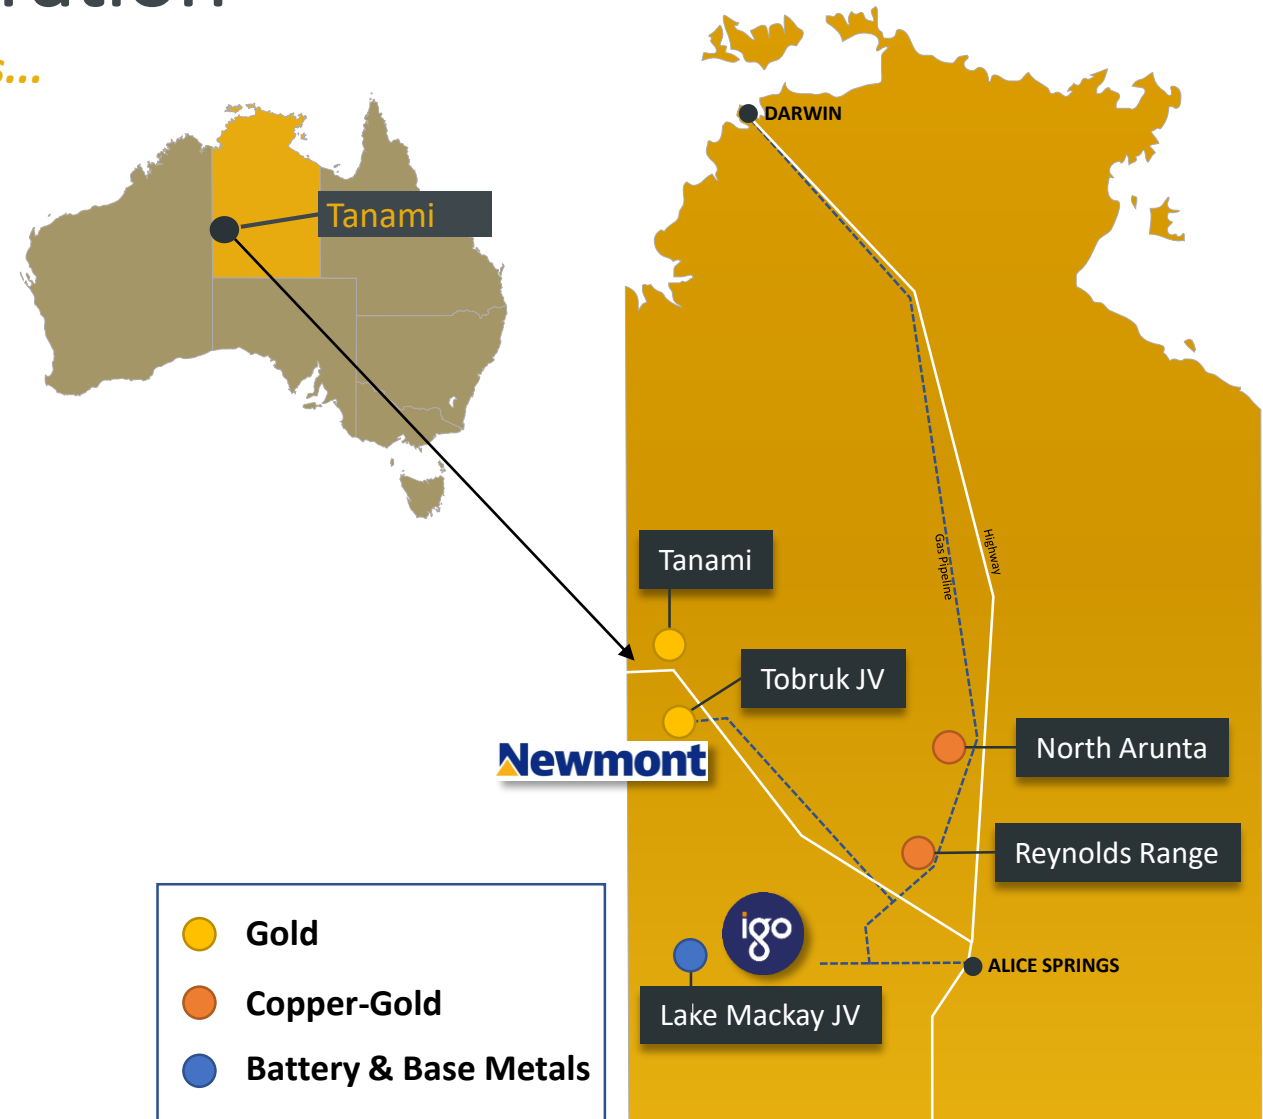 s...
Tanami
DARWIN
Gas Pipeline
Highway
Tanami
Tobruk JV
Newmont
North Arunta
Reynolds Range
igo
ALICE SPRINGS
Lake Mackay JV
Gold
Copper-Gold
Battery & Base Metals